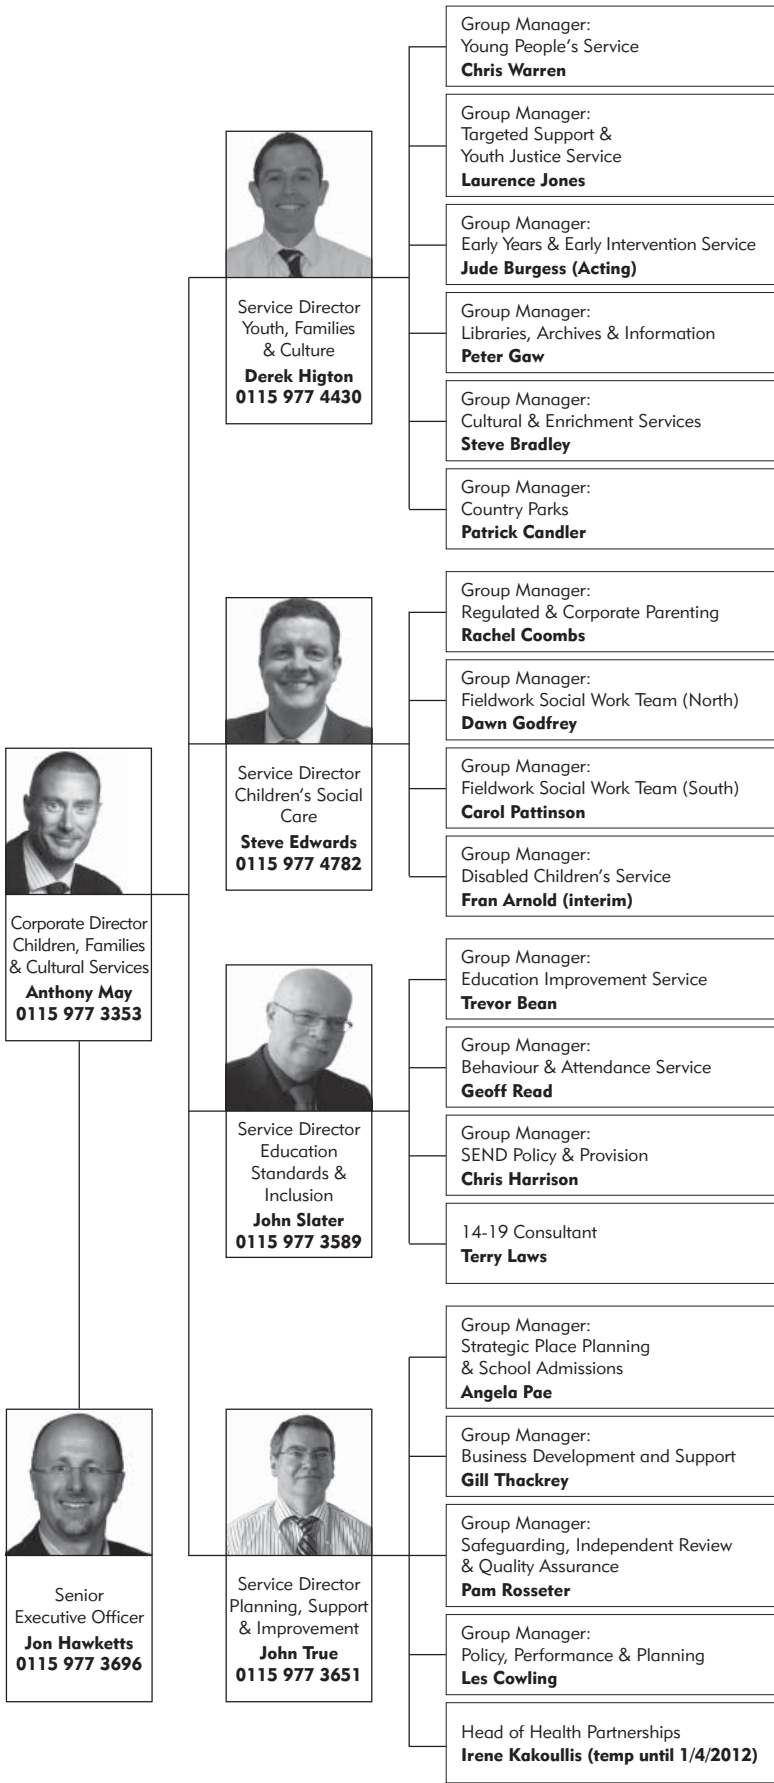 Group Manager:
Young People's Service
Chris Warren
Group Manager:
Targeted Support &
Youth Justice Service
Laurence Jones
Group Manager:
Early Years & Early Intervention Service
Jude Burgess (Acting)
Group Manager:
Libraries, Archives & Information
Peter Gaw
Group Manager:
Cultural & Enrichment Services
Steve Bradley
Group Manager:
Country Parks
Patrick Candler
Service Director
Youth, Families
& Culture
Derek Higton
0115 977 4430
Group Manager:
Regulated & Corporate Parenting
Rachel Coombs
Group Manager:
Fieldwork Social Work Team (North)
Dawn Godfrey
Group Manager:
Fieldwork Social Work Team (South)
Carol Pattinson
Group Manager:
Disabled Children's Service
Fran Arnold (interim)
Service Director
Children's Social
Care
Steve Edwards
0115 977 4782
Corporate Director
Children, Families
& Cultural Services
Anthony May
0115 977 3353
Group Manager:
Education Improvement Service
Trevor Bean
Group Manager:
Behaviour & Attendance Service
Geoff Read
Group Manager:
SEND Policy & Provision
Chris Harrison
14-19 Consultant
Terry Laws
Service Director
Education
Standards &
Inclusion
John Slater
0115 977 3589
Group Manager:
Strategic Place Planning
& School Admissions
Angela Pae
Group Manager:
Business Development and Support
Gill Thackrey
Group Manager:
Safeguarding, Independent Review
& Quality Assurance
Pam Rosseter
Group Manager:
Policy, Performance & Planning
Les Cowling
Head of Health Partnerships
Irene Kakoullis (temp until 1/4/2012)
Service Director
Planning, Support
& Improvement
John True
0115 977 3651
Senior
Executive Officer
Jon Hawketts
0115 977 3696